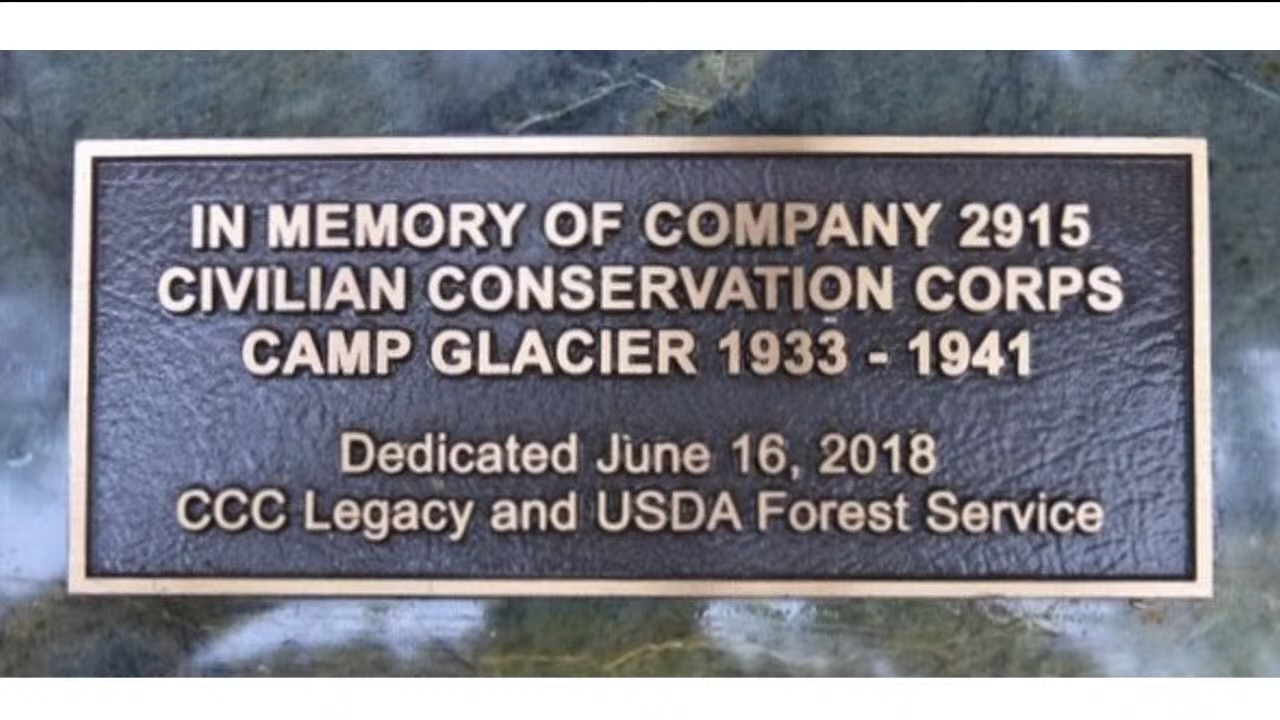 IN MEMORY OF COMPANY 2915
CIVILIAN CONSERVATION CORPS
CAMP GLACIER 1933 - 1941
Dedicated June 16, 2018
CCC Legacy and USDA Forest Service